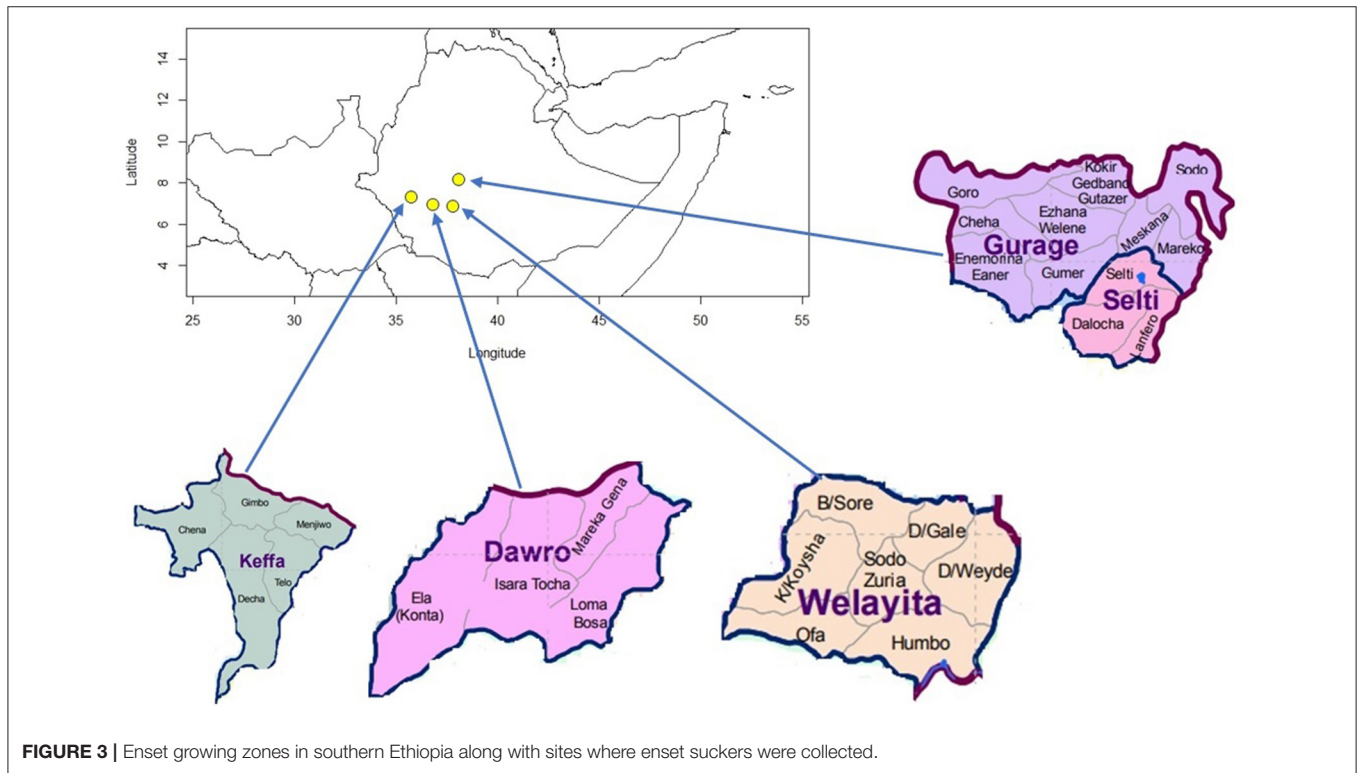 14
12
10
8
6
4
Latitude
25
30
35
40
45
50
55
Longitude
Kokir
Gedband
Gutazer
Sodo
Goro
Cheha
Ezhana
Welene
Meskana
Mareko
Gurage
Enemorina
Eaner
Gumer
Selti
Selti
Dalocha
Lanfero
Gimbo
Chena
Menjiwo
Keffa
Telo
Decha
Mareka Gena
Dawro
Isara Tocha
Ela
(Konta)
Loma
Bosa
B/Sore
D/Gale
K/Koysha
Sodo
Zuria
D/Weyde
Welayita
Ofa
Humbo
FIGURE 3 | Enset growing zones in southern Ethiopia along with sites where enset suckers were collected.